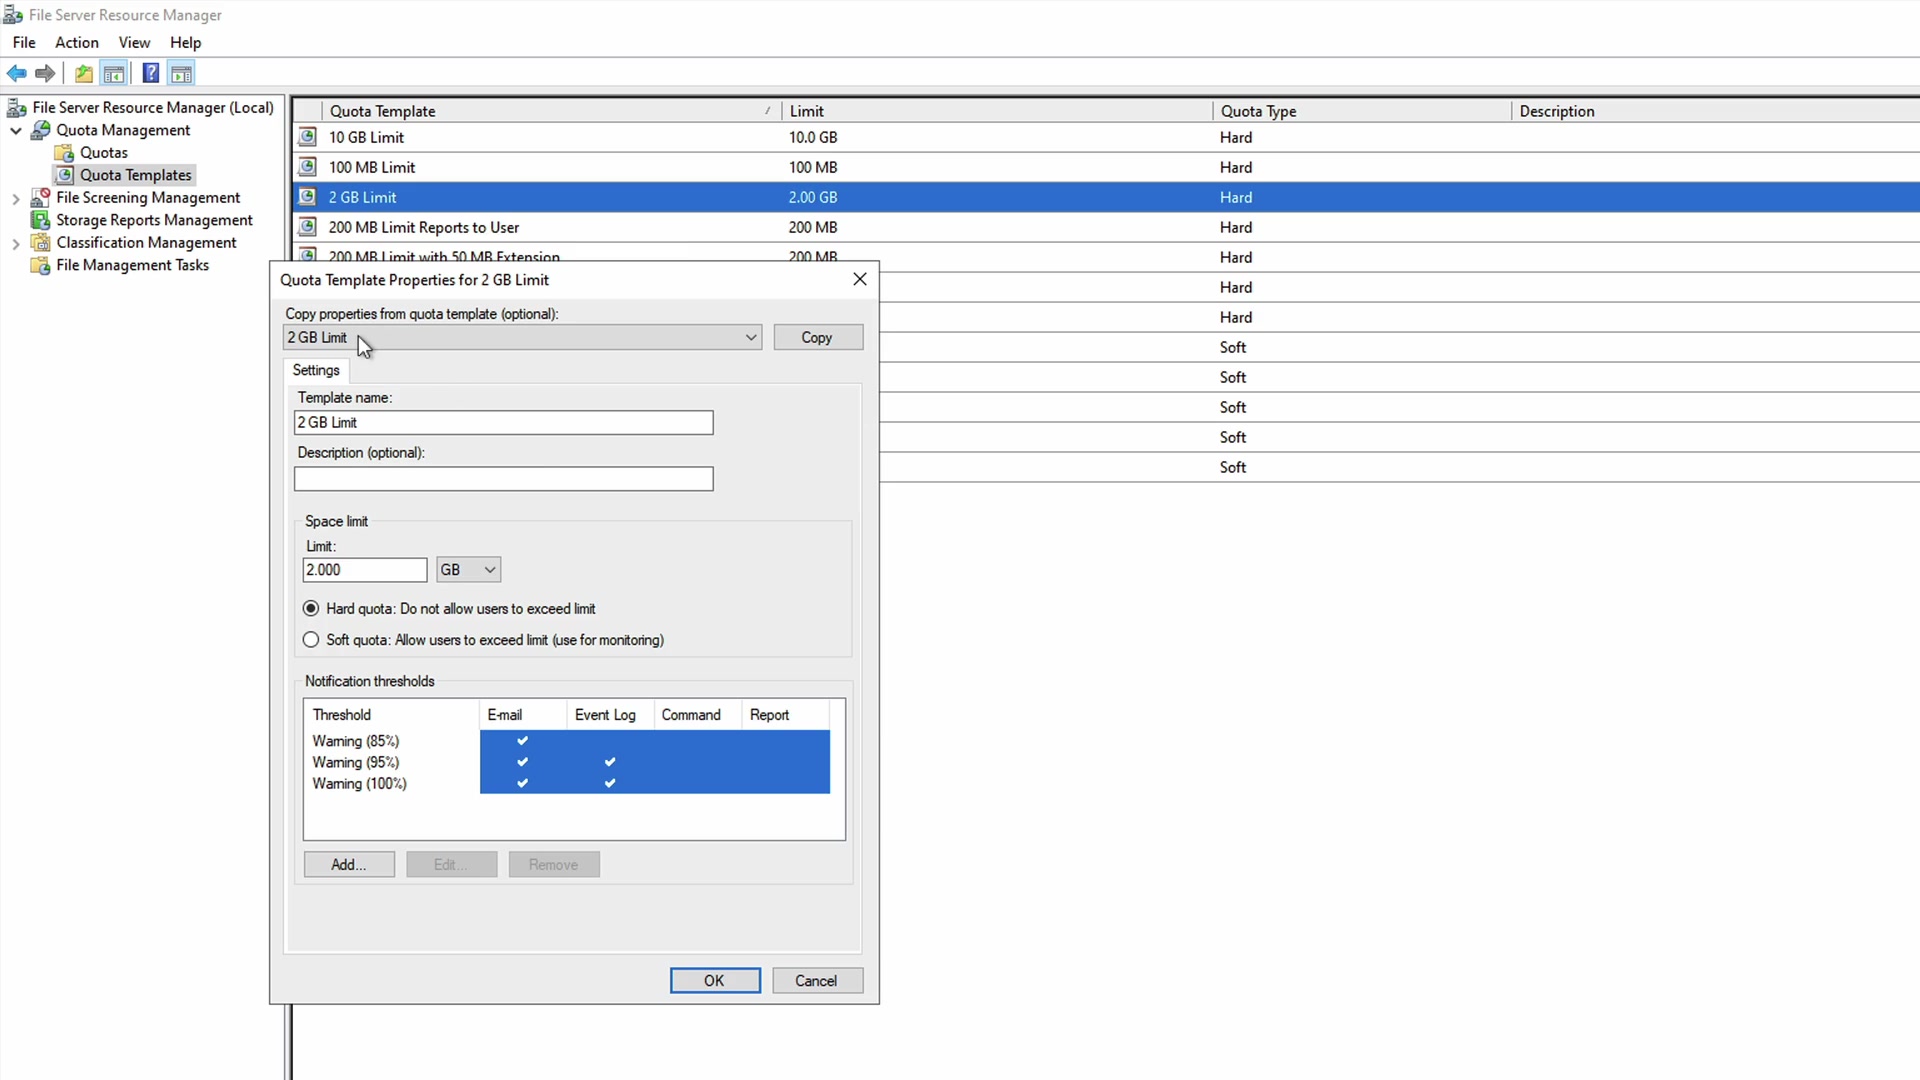 File Server Resource Manager
File Action View Help
File Server Resource Manager (Local)
Quota Management
Quotas
Quota Templates
File Screening Management
Storage Reports Management
Classification Management
File Management Tasks
Quota Template / Limit Quota Type Description
10 GB Limit 10.0 GB Hard
100 MB Limit 100 MB Hard
2 GB Limit 2.00 GB Hard
200 MB Limit Reports to User 200 MB Hard
200 MB Limit with 50 MB Extension 200 MB Hard
Hard
Hard
Soft
Soft
Soft
Soft
Soft
Quota Template Properties for 2 GB Limit
Copy properties from quota template (optional):
2 GB Limit Copy
Settings
Template name:
2 GB Limit
Description (optional):
Space limit
Limit:
2.000 GB
Hard quota: Do not allow users to exceed limit
Soft quota: Allow users to exceed limit (use for monitoring)
Notification thresholds
Threshold E-mail Event Log Command Report
Warning (85%)
Warning (95%)
Warning (100%)
Add... Edit... Remove
OK Cancel